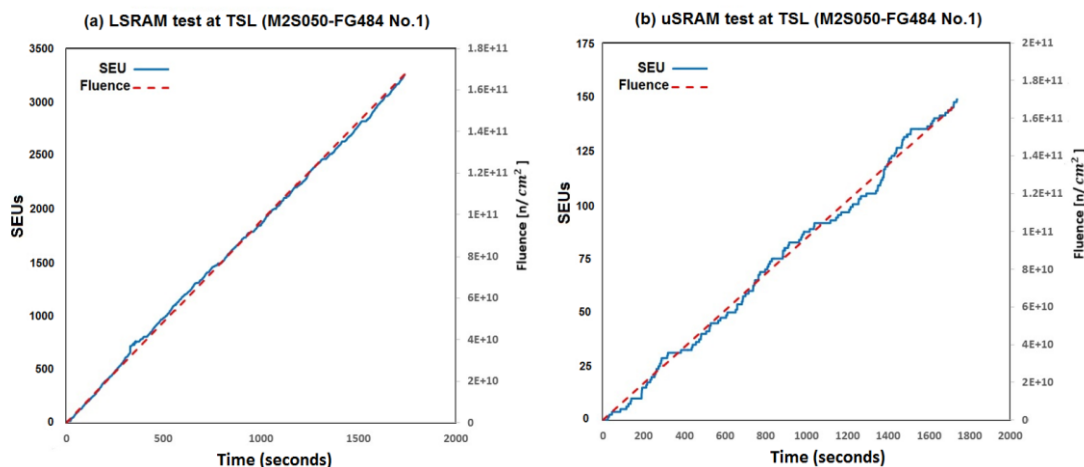 (a) LSRAM test at TSL (M2S050-FG484 No.1)
3500
3000
2500
2000
1500
1000
500
0
SEUs
SEU
Fluence
1.8E+11
1.6E+11
1.4E+11
1.2E+11
1.0E+11
8E+10
6E+10
4E+10
2E+10
0
Fluence [n/ cm²]
0 500 1000 1500 2000
Time (seconds)
(b) uSRAM test at TSL (M2S050-FG484 No.1)
175
150
125
100
75
50
25
0
SEUs
SEU
Fluence
2E+11
1.8E+11
1.6E+11
1.4E+11
1.2E+11
1E+11
8E+10
6E+10
4E+10
2E+10
0
Fluence [n/ cm²]
0 200 400 600 800 1000 1200 1400 1600 1800 2000
Time (seconds)